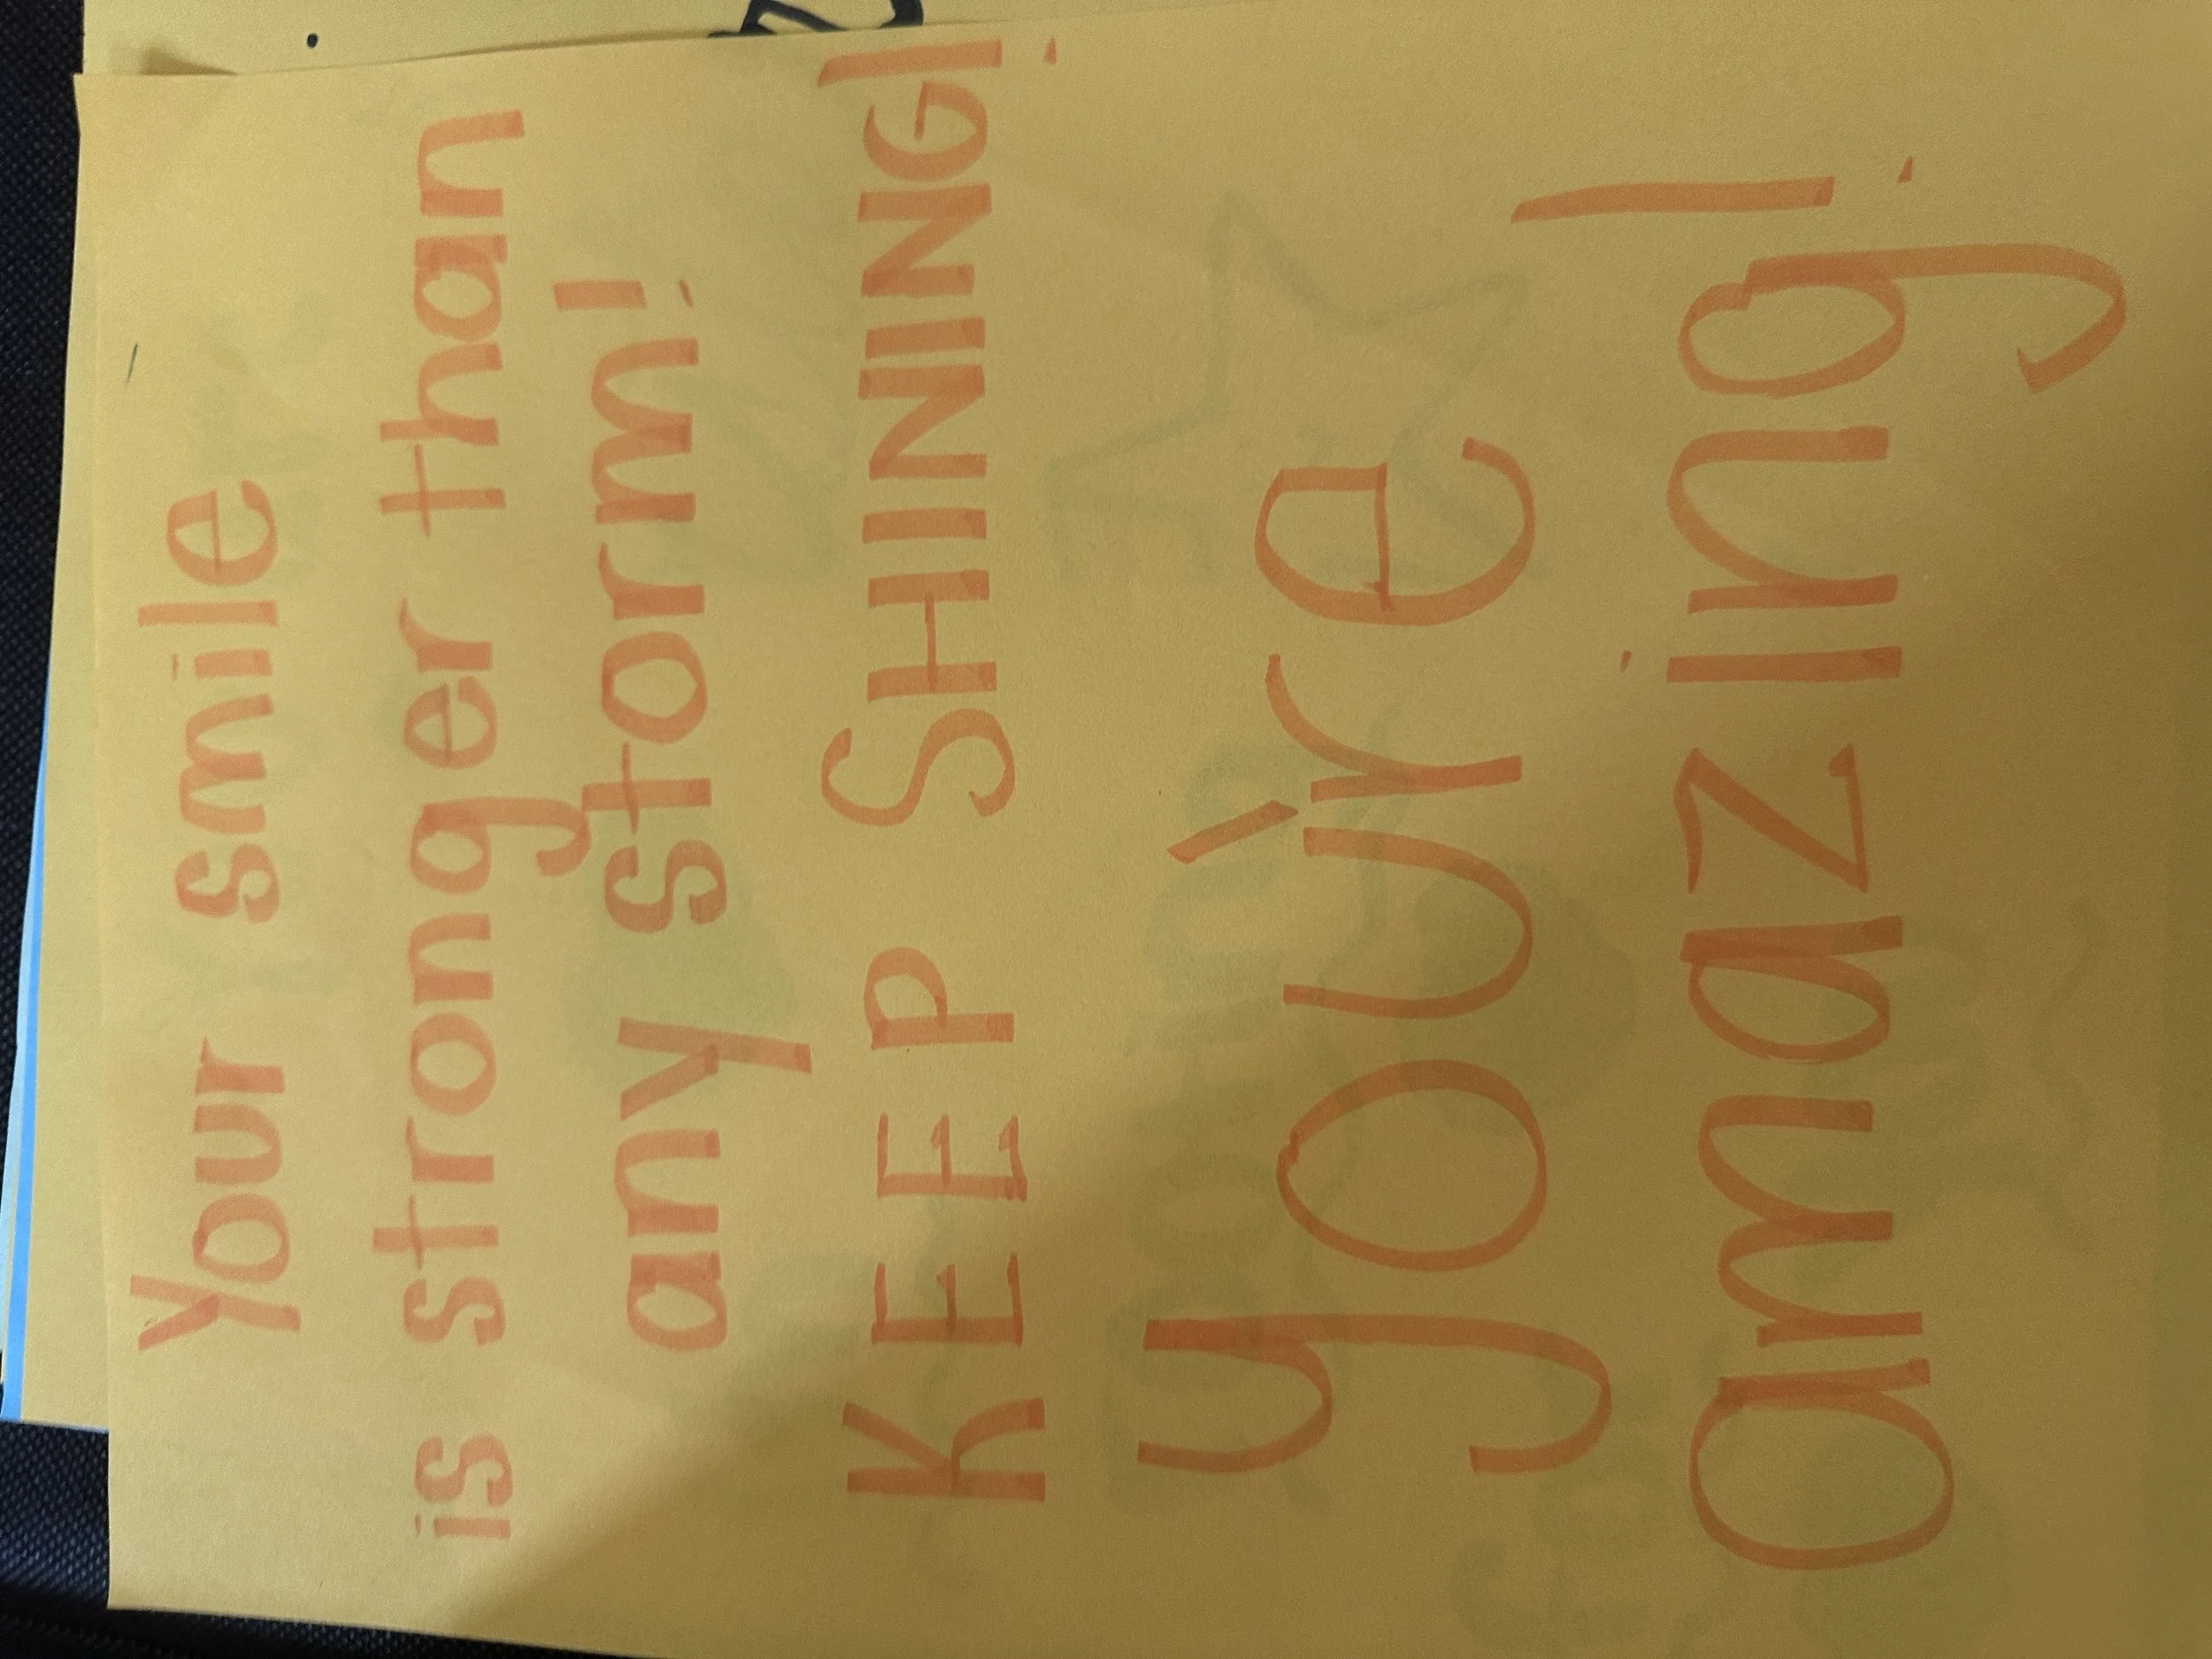 Your smile
is stronger than
any storm!
KEEP SHINING!
you're
amazing!